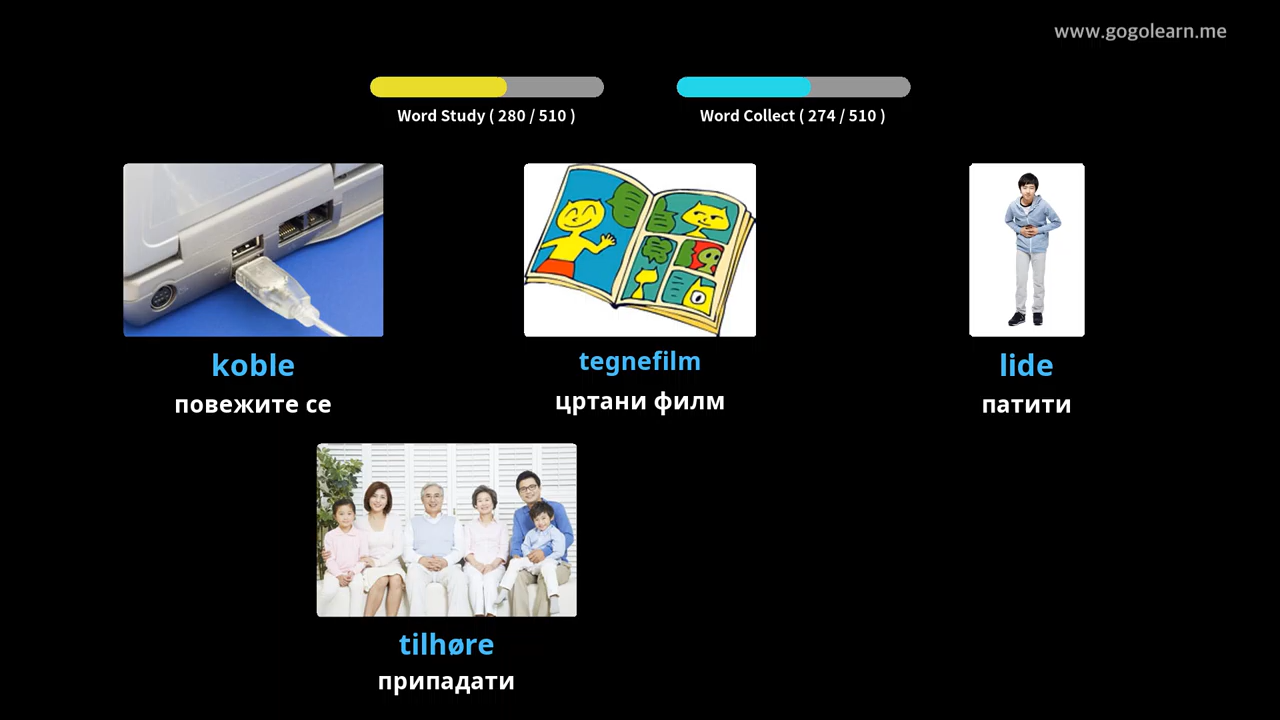 www.gogolearn.me
Word Study ( 280 / 510 )
Word Collect ( 274 / 510 )
koble
повежите се
tegnefilm
цртани филм
lide
патити
tilhøre
припадати